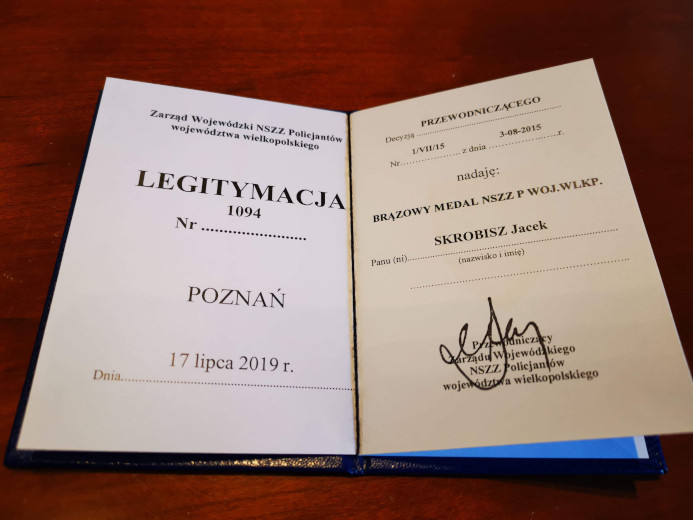 Zarząd Wojewódzki NSZZ Policjantów
województwa wielkopolskiego
LEGITYMACJA
1094
Nr ........................
POZNAŃ
17 lipca 2019 r.
Dnia................................................................
PRZEWODNICZĄCEGO
Decyzją ............................................
1/VII/15 3-08-2015
Nr.................... z dnia .......................r.
nadaję:
BRĄZOWY MEDAL NSZZ P WOJ.WLKP.
SKROBISZ Jacek
Panu (ni)................................................................
(nazwisko i imię)
................................................................
Przewodniczący
Zarządu Wojewódzkiego
NSZZ Policjantów
województwa wielkopolskiego